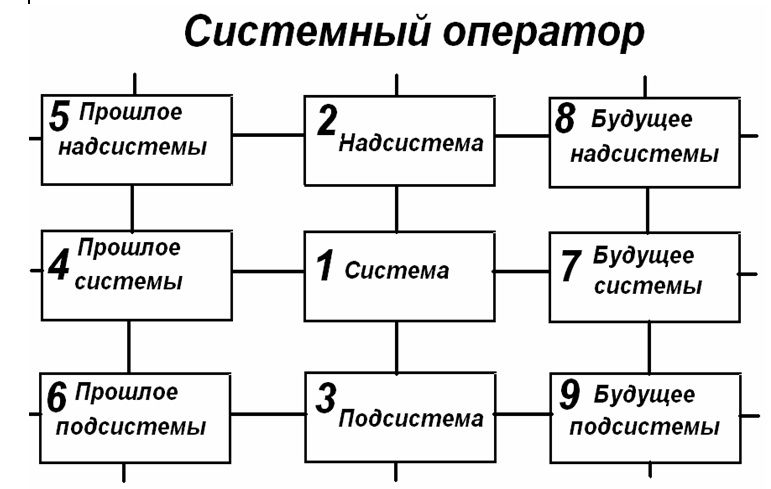 Системный оператор
5 Прошлое
надсистемы
2
Надсистема
8 Будущее
надсистемы
4 Прошлое
системы
1 Система
7 Будущее
системы
6 Прошлое
подсистемы
3
Подсистема
9 Будущее
подсистемы